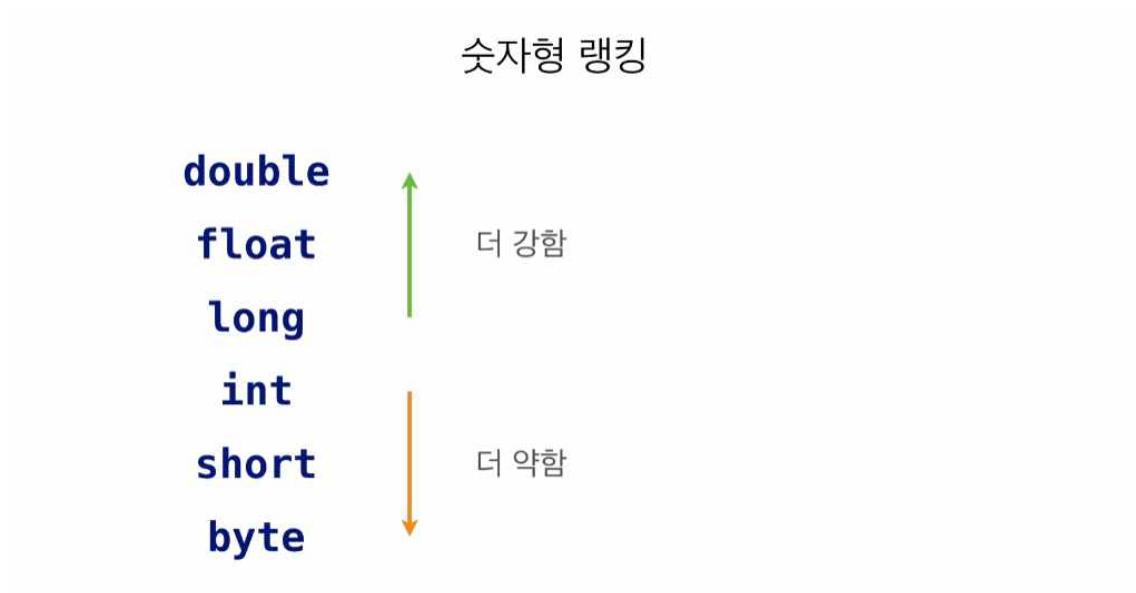 숫자형 랭킹
double
float
더 강함
long
int
short
더 약함
byte